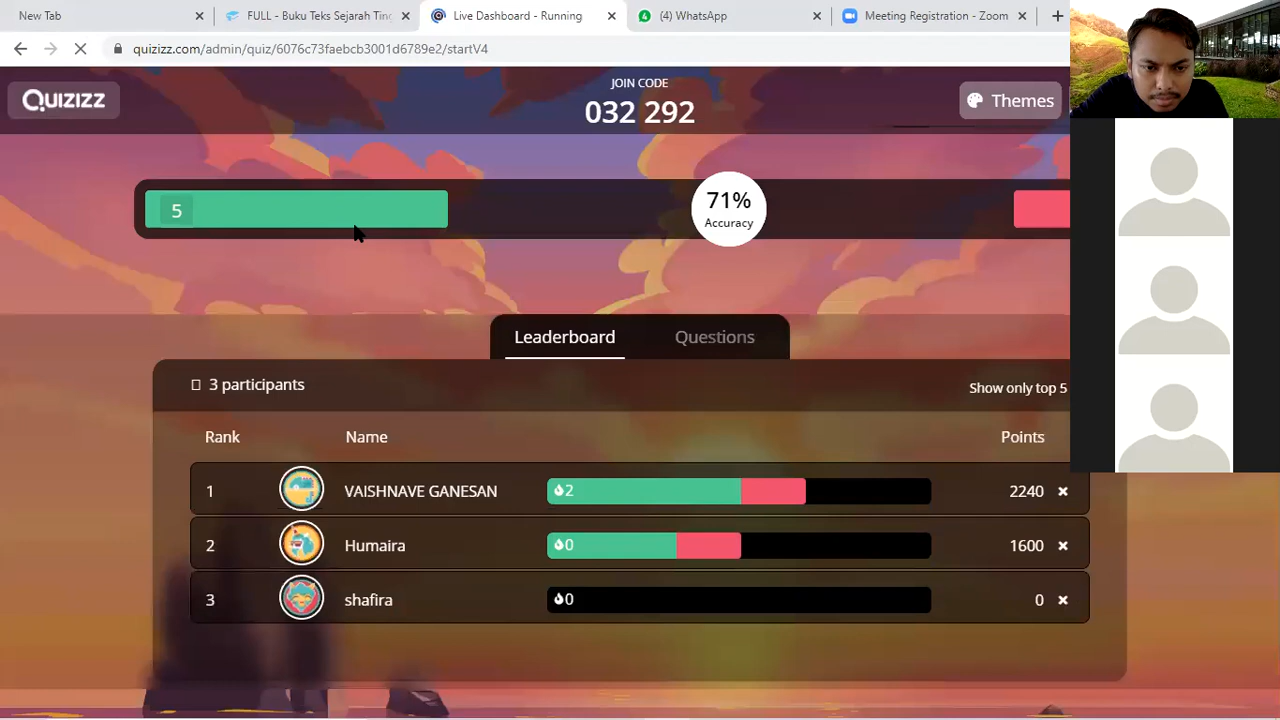 New Tab
FULL - Buku Teks Sejarah Ting
Live Dashboard - Running
(4) WhatsApp
Meeting Registration - Zoom
quizizz.com/admin/quiz/6076c73faebcb3001d6789e2/startV4
Quizizz
JOIN CODE
032 292
Themes
5
71%
Accuracy
Leaderboard
Questions
3 participants
Show only top 5
Rank Name Points
1 VAISHNAVE GANESAN 2 2240
2 Humaira 0 1600
3 shafira 0 0